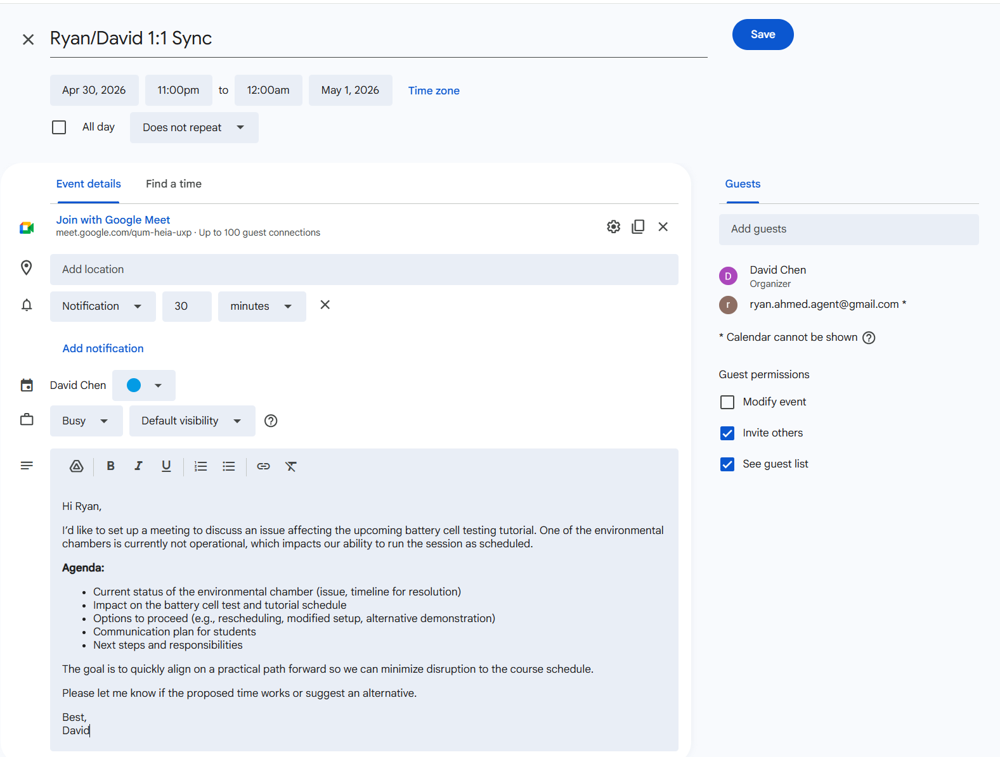 Ryan/David 1:1 Sync
Save
Apr 30, 2026 11:00pm to 12:00am May 1, 2026 Time zone
All day Does not repeat
Event details Find a time
Join with Google Meet
meet.google.com/qum-heia-uxp · Up to 100 guest connections
Add location
Notification 30 minutes
Add notification
David Chen
Busy Default visibility
B I U
Hi Ryan,
I’d like to set up a meeting to discuss an issue affecting the upcoming battery cell testing tutorial. One of the environmental
chambers is currently not operational, which impacts our ability to run the session as scheduled.
Agenda:
• Current status of the environmental chamber (issue, timeline for resolution)
• Impact on the battery cell test and tutorial schedule
• Options to proceed (e.g., rescheduling, modified setup, alternative demonstration)
• Communication plan for students
• Next steps and responsibilities
The goal is to quickly align on a practical path forward so we can minimize disruption to the course schedule.
Please let me know if the proposed time works or suggest an alternative.
Best,
David
Guests
Add guests
D David Chen
Organizer
r ryan.ahmed.agent@gmail.com *
* Calendar cannot be shown
Guest permissions
Modify event
Invite others
See guest list